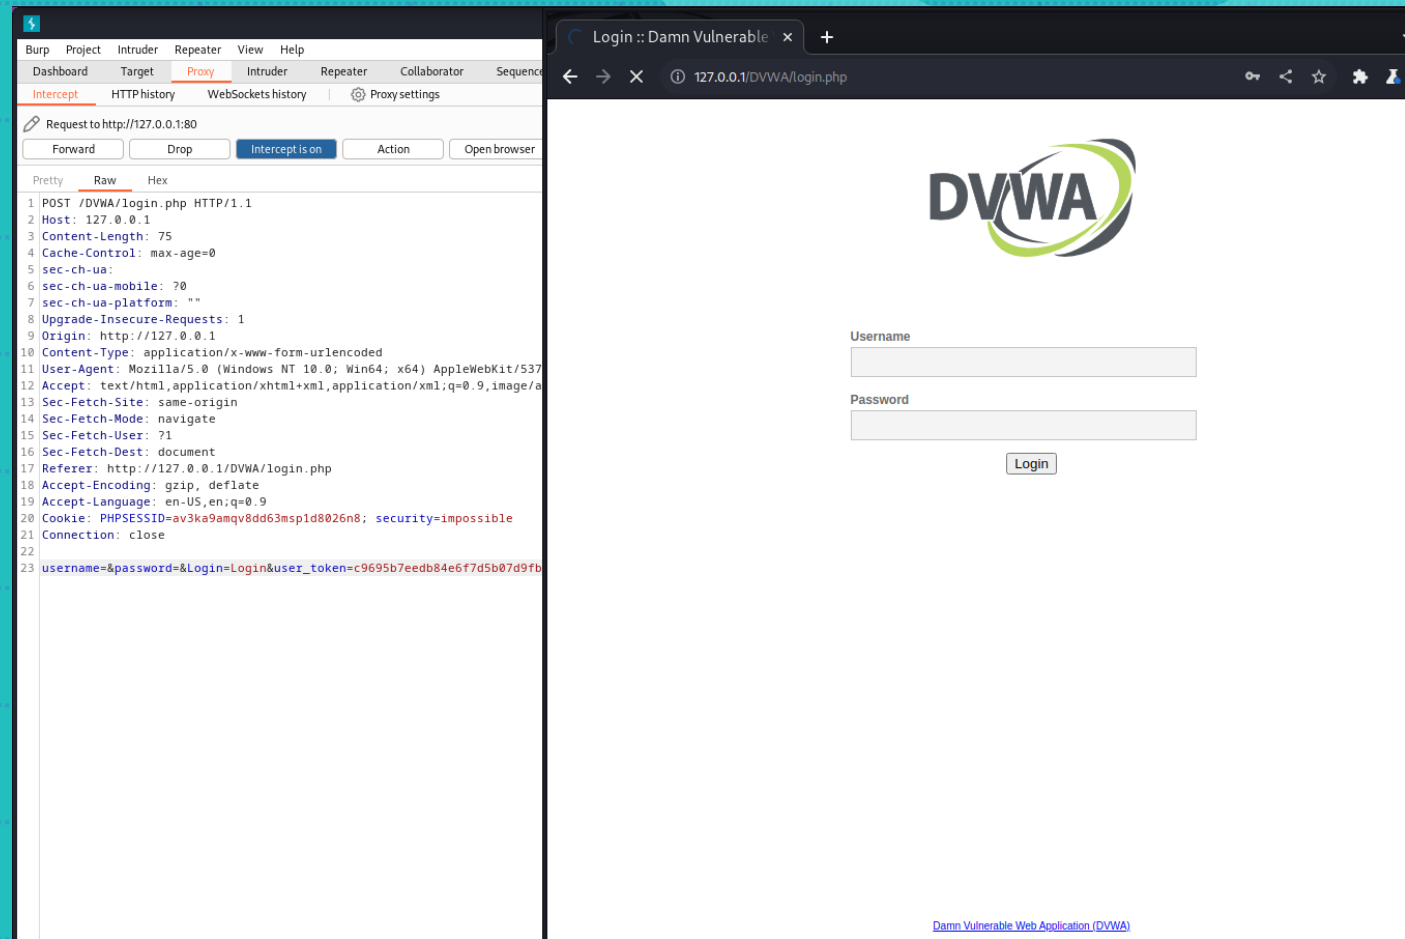 Burp Project Intruder Repeater View Help
Dashboard Target Proxy Intruder Repeater Collaborator Sequence
Intercept HTTP history WebSockets history Proxy settings
Request to http://127.0.0.1:80
Forward Drop Intercept is on Action Open browser
Pretty Raw Hex
1 POST /DVWA/login.php HTTP/1.1
2 Host: 127.0.0.1
3 Content-Length: 75
4 Cache-Control: max-age=0
5 sec-ch-ua:
6 sec-ch-ua-mobile: ?0
7 sec-ch-ua-platform: ""
8 Upgrade-Insecure-Requests: 1
9 Origin: http://127.0.0.1
10 Content-Type: application/x-www-form-urlencoded
11 User-Agent: Mozilla/5.0 (Windows NT 10.0; Win64; x64) AppleWebKit/537
12 Accept: text/html,application/xhtml+xml,application/xml;q=0.9,image/a
13 Sec-Fetch-Site: same-origin
14 Sec-Fetch-Mode: navigate
15 Sec-Fetch-User: ?1
16 Sec-Fetch-Dest: document
17 Referer: http://127.0.0.1/DVWA/login.php
18 Accept-Encoding: gzip, deflate
19 Accept-Language: en-US,en;q=0.9
20 Cookie: PHPSESSID=av3ka9amqv8dd63msp1d8026n8; security=impossible
21 Connection: close
22
23 username=&password=&Login=Login&user_token=c9695b7eedb84e6f7d5b07d9fb
Login :: Damn Vulnerable
127.0.0.1/DVWA/login.php
DVWA
Username
Password
Login
Damn Vulnerable Web Application (DVWA)